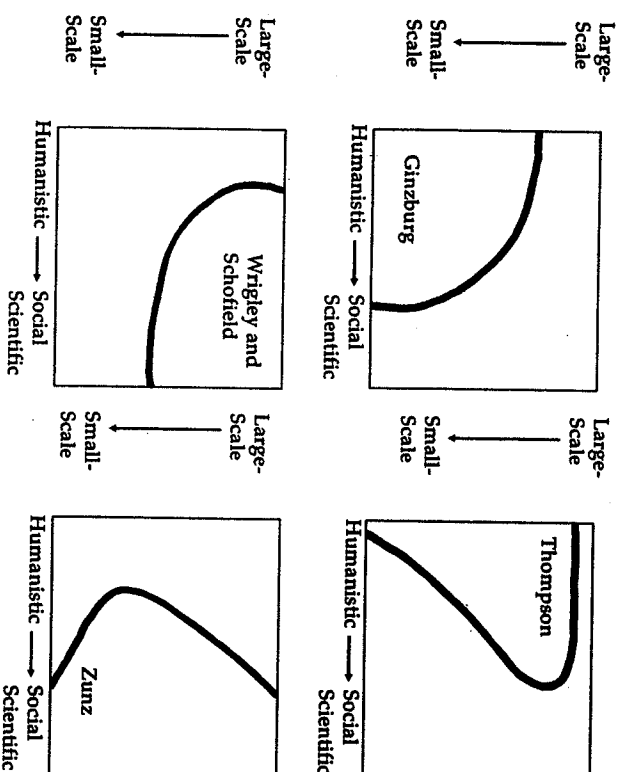 Large-
Scale
Small-
Scale
Ginzburg
Humanistic
Social
Scientific
Large-
Scale
Small-
Scale
Thompson
Humanistic
Social
Scientific
Large-
Scale
Small-
Scale
Wrigley and
Schofield
Humanistic
Social
Scientific
Large-
Scale
Small-
Scale
Zunz
Humanistic
Social
Scientific